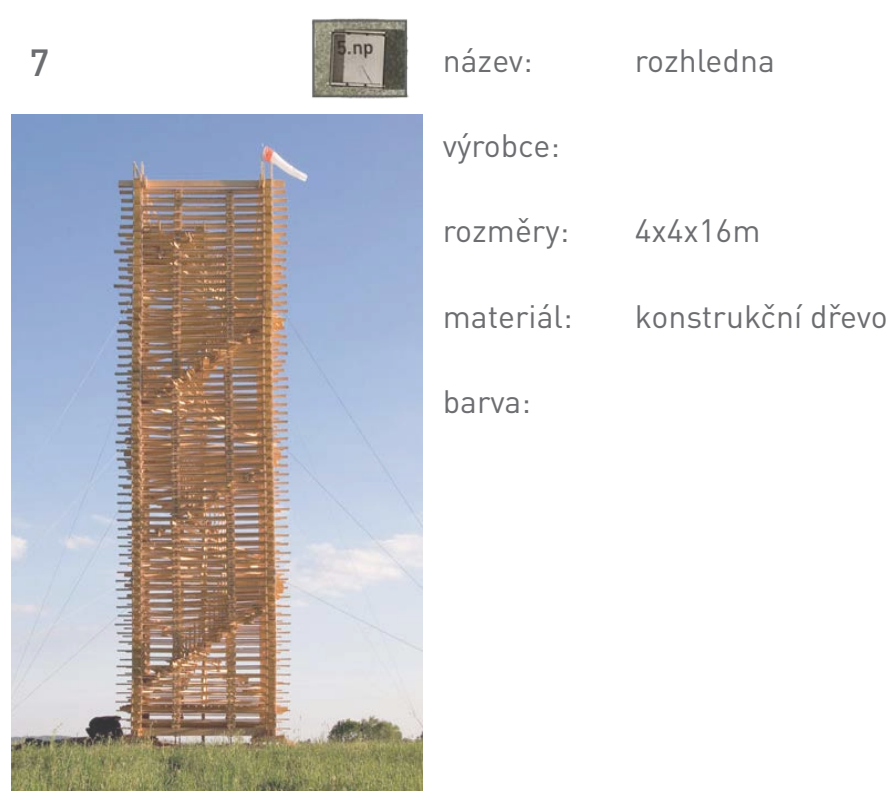 7
5.np
název: rozhledna
výrobce:
rozměry: 4x4x16m
materiál: konstrukční dřevo
barva: